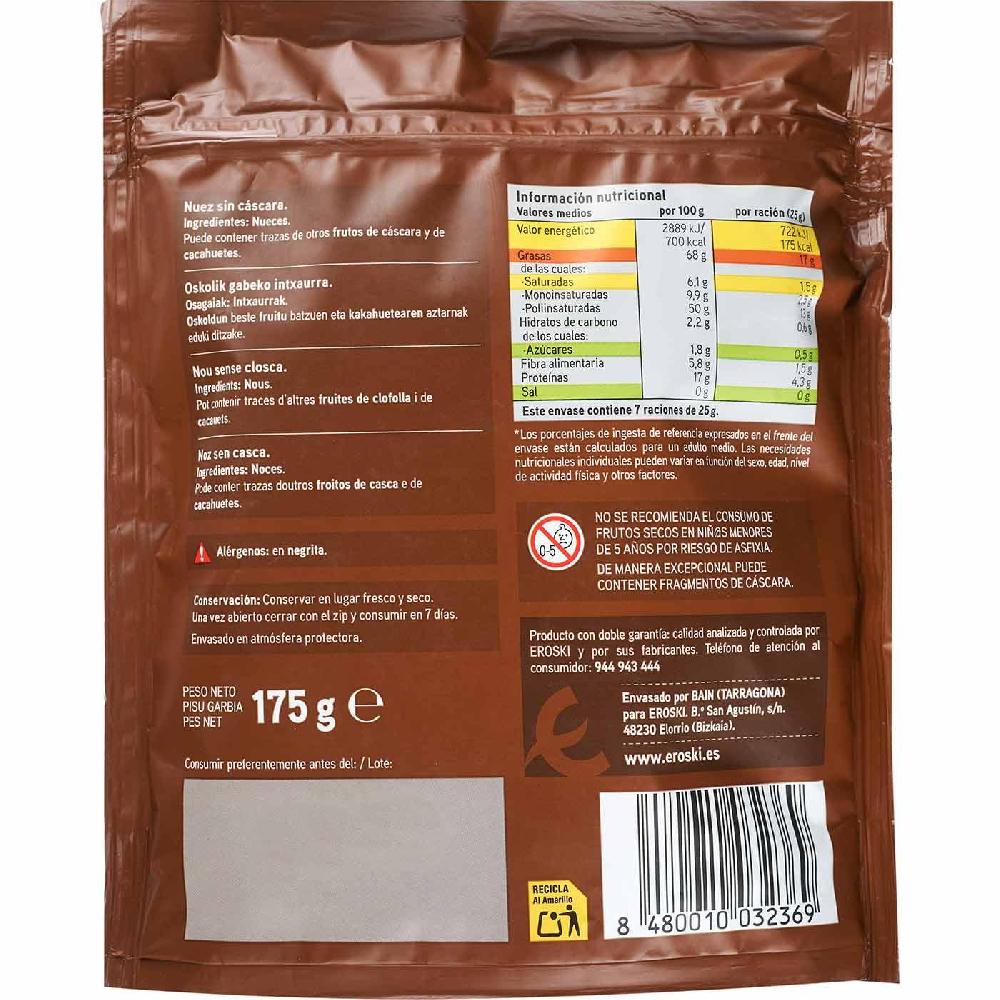 Nuez sin cáscara.
Ingredientes: Nueces.
Puede contener trazas de otros frutos de cáscara y de
cacahuetes.
Oskolik gabeko intxaurra.
Osagaiak: Intxaurrak.
Oskoldun beste fruitu batzuen eta kakahuetearen aztarnak
eduki ditzake.
Nou sense closca.
Ingredients: Nous.
Pot contenir traces d'altres fruites de clofolla i de
cacauets.
Noz sen casca.
Ingredientes: Noces.
Pode conter trazas doutros froitos de casca e de
cacahuetes.
Alérgenos: en negrita.
Conservación: Conservar en lugar fresco y seco.
Una vez abierto cerrar con el zip y consumir en 7 días.
Envasado en atmósfera protectora.
PESO NETO
PISU GARBIA
PES NET
175 g e
Consumir preferentemente antes del: / Lote:
Información nutricional
Valores medios por 100 g por ración (25 g)
Valor energético 2889 kJ/ 722 kJ/
700 kcal 175 kcal
Grasas 68 g 17 g
de las cuales:
-Saturadas 6,1 g 1,5 g
-Monoinsaturadas 9,9 g
-Poliinsaturadas 50 g
Hidratos de carbono 2,2 g 0,6 g
de los cuales:
-Azúcares 1,8 g 0,5 g
Fibra alimentaria 5,8 g 1,5 g
Proteínas 17 g 4,3 g
Sal 0 g 0 g
Este envase contiene 7 raciones de 25 g.
*Los porcentajes de ingesta de referencia expresados en el frente del
envase están calculados para un adulto medio. Las necesidades
nutricionales individuales pueden variar en función del sexo, edad, nivel
de actividad física y otros factores.
0-5
NO SE RECOMIENDA EL CONSUMO DE
FRUTOS SECOS EN NIÑ@S MENORES
DE 5 AÑOS POR RIESGO DE ASFIXIA.
DE MANERA EXCEPCIONAL PUEDE
CONTENER FRAGMENTOS DE CÁSCARA.
Producto con doble garantía: calidad analizada y controlada por
EROSKI y por sus fabricantes. Teléfono de atención al
consumidor: 944 943 444
Envasado por BAIN (TARRAGONA)
para EROSKI. B.º San Agustín, s/n.
48230 Elorrio (Bizkaia).
www.eroski.es
RECICLA
Al Amarillo
8 480010 032369